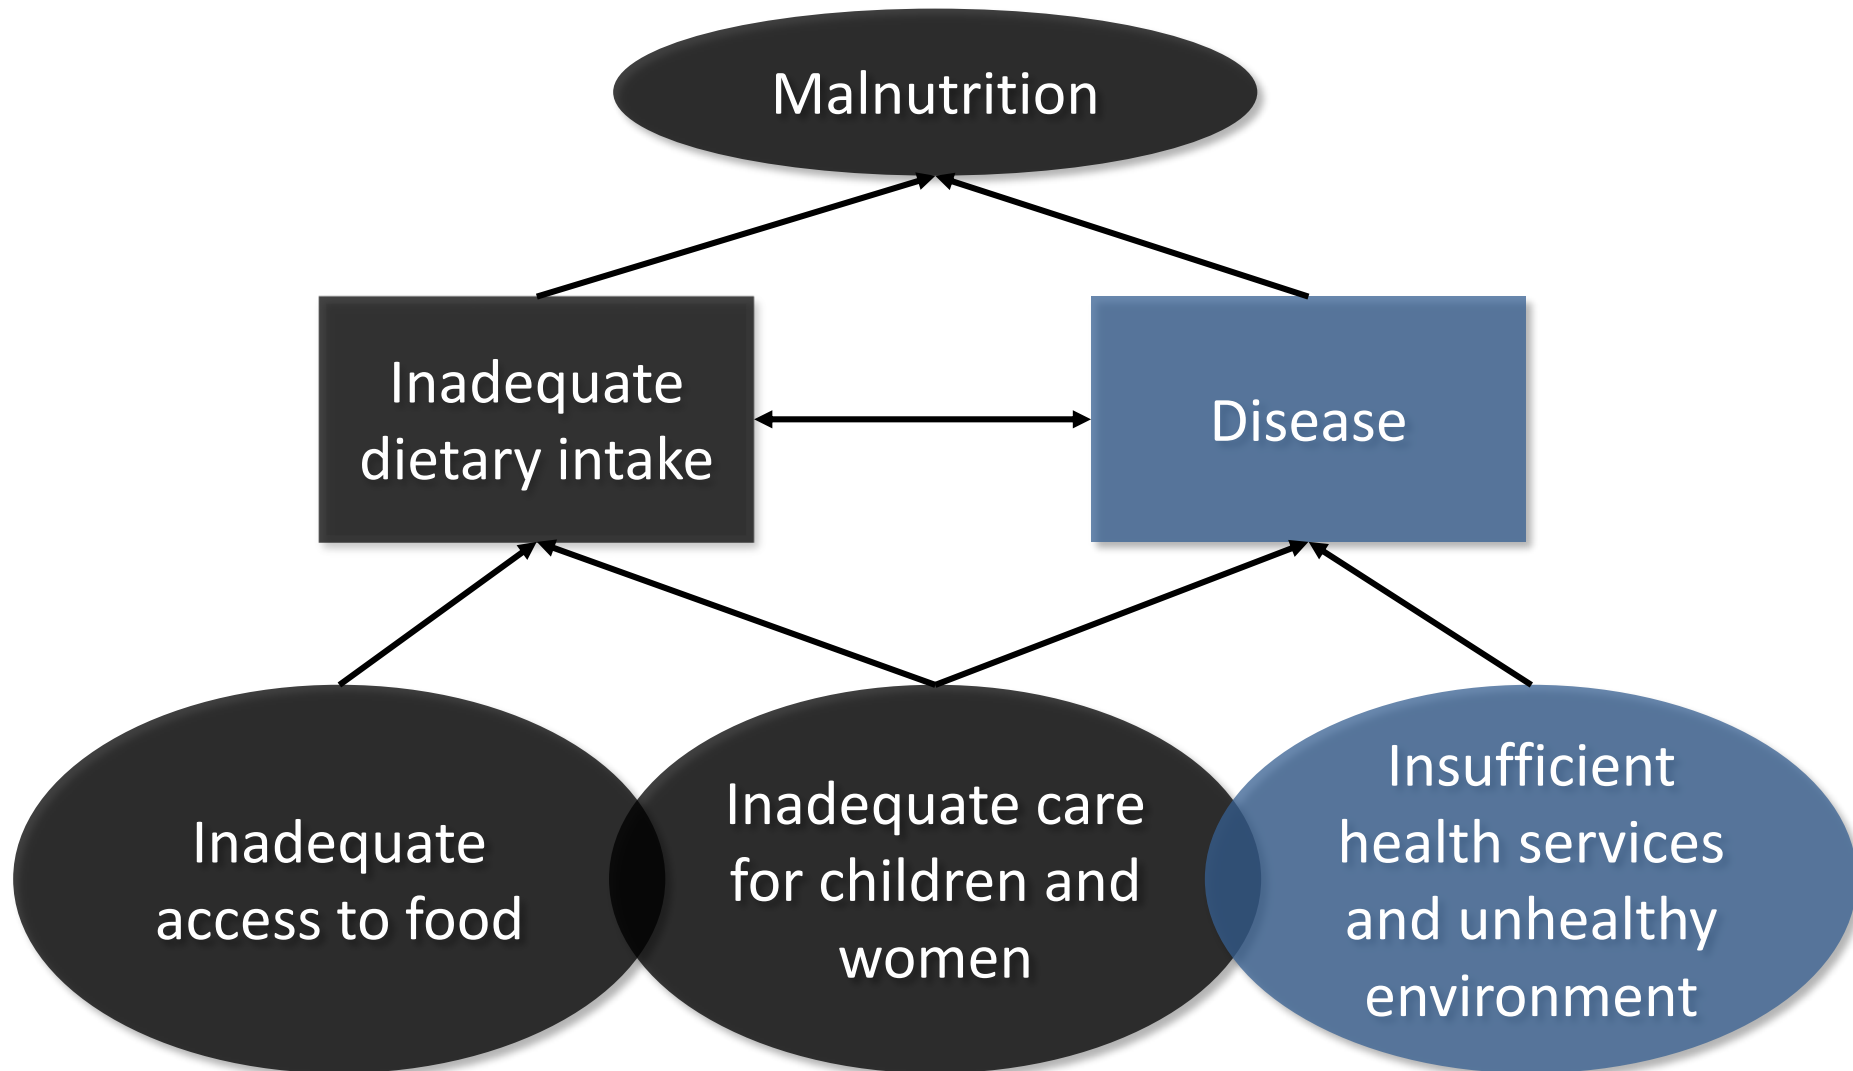 Malnutrition
Inadequate
dietary intake
Disease
Inadequate
access to food
Inadequate care
for children and
women
Insufficient
health services
and unhealthy
environment